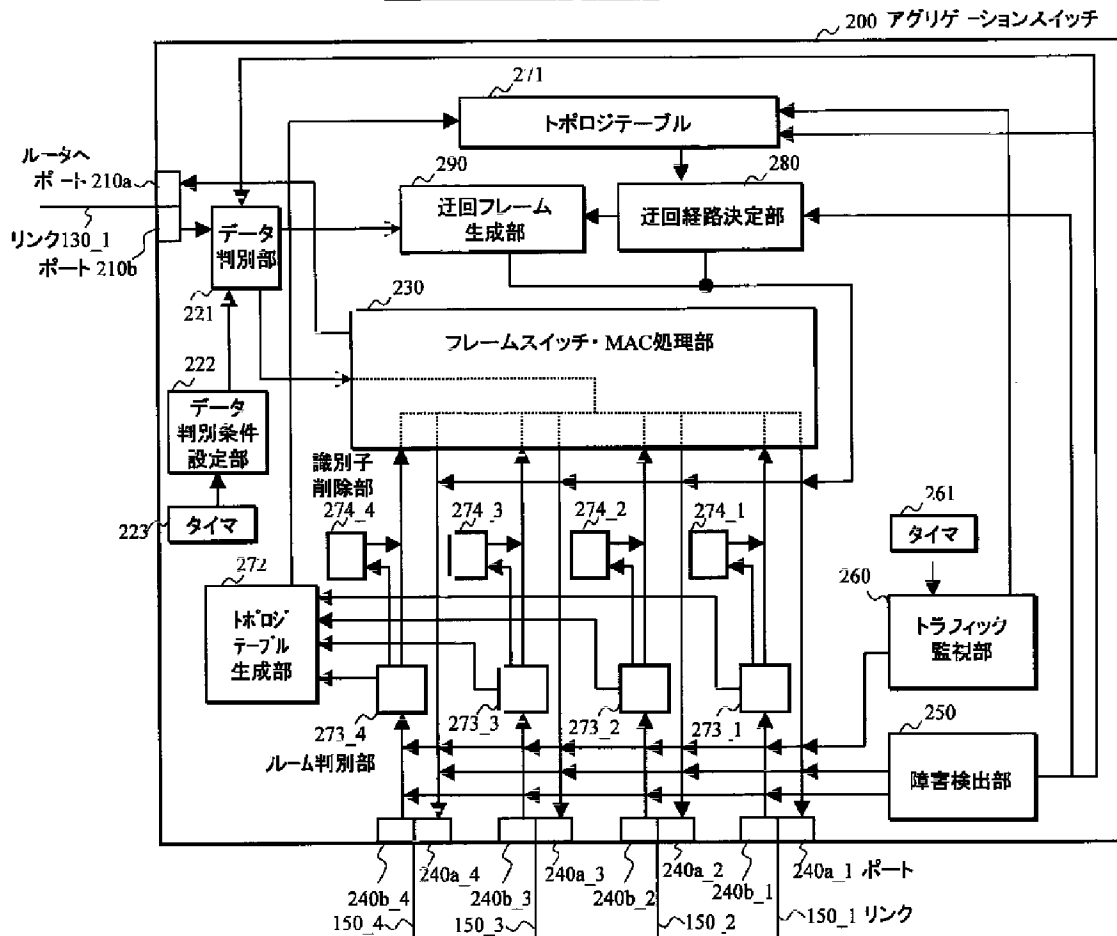 200 アグリゲーションスイッチ
271
トポロジテーブル
ルータへ
ポート 210a
290
280
迂回フレーム
生成部
迂回経路決定部
リンク130_1
データ
判別部
ポート 210b
221
230
フレームスイッチ・MAC処理部
222
データ
判別条件
設定部
識別子
削除部
223
タイマ
274_4
274_3
274_2
274_1
261
タイマ
272
260
トポロジ
テーブル
生成部
トラフィック
監視部
273_4
273_3
273_2
273_1
250
ルーム判別部
障害検出部
240b_4
240a_4
240b_3
240a_3
240b_2
240a_2
240b_1
240a_1 ポート
150_4
150_3
150_2
150_1 リンク